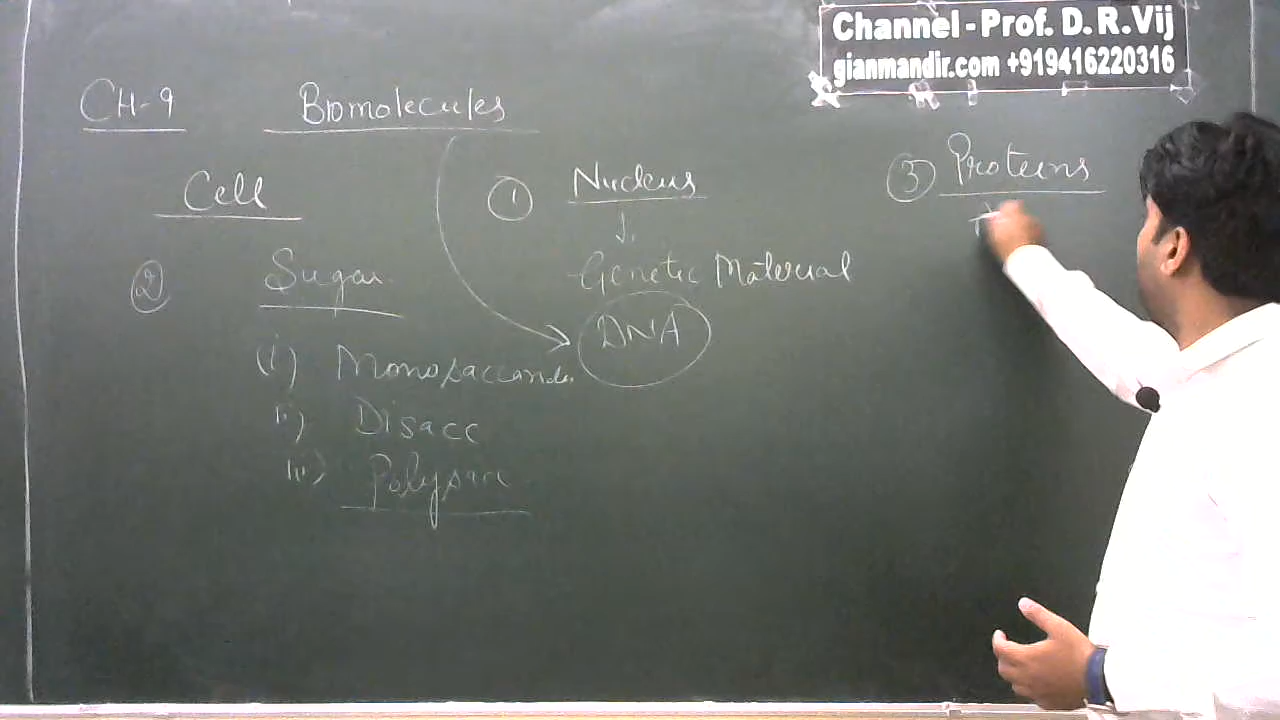 Channel - Prof. D. R. Vij
gianmandir.com +919416220316
CH-9 Biomolecules
Cell
① Nucleus
Genetic Material
DNA
② Sugar
(i) Monosaccarides
ii) Disacc
iii) Polysacc
③ Proteins